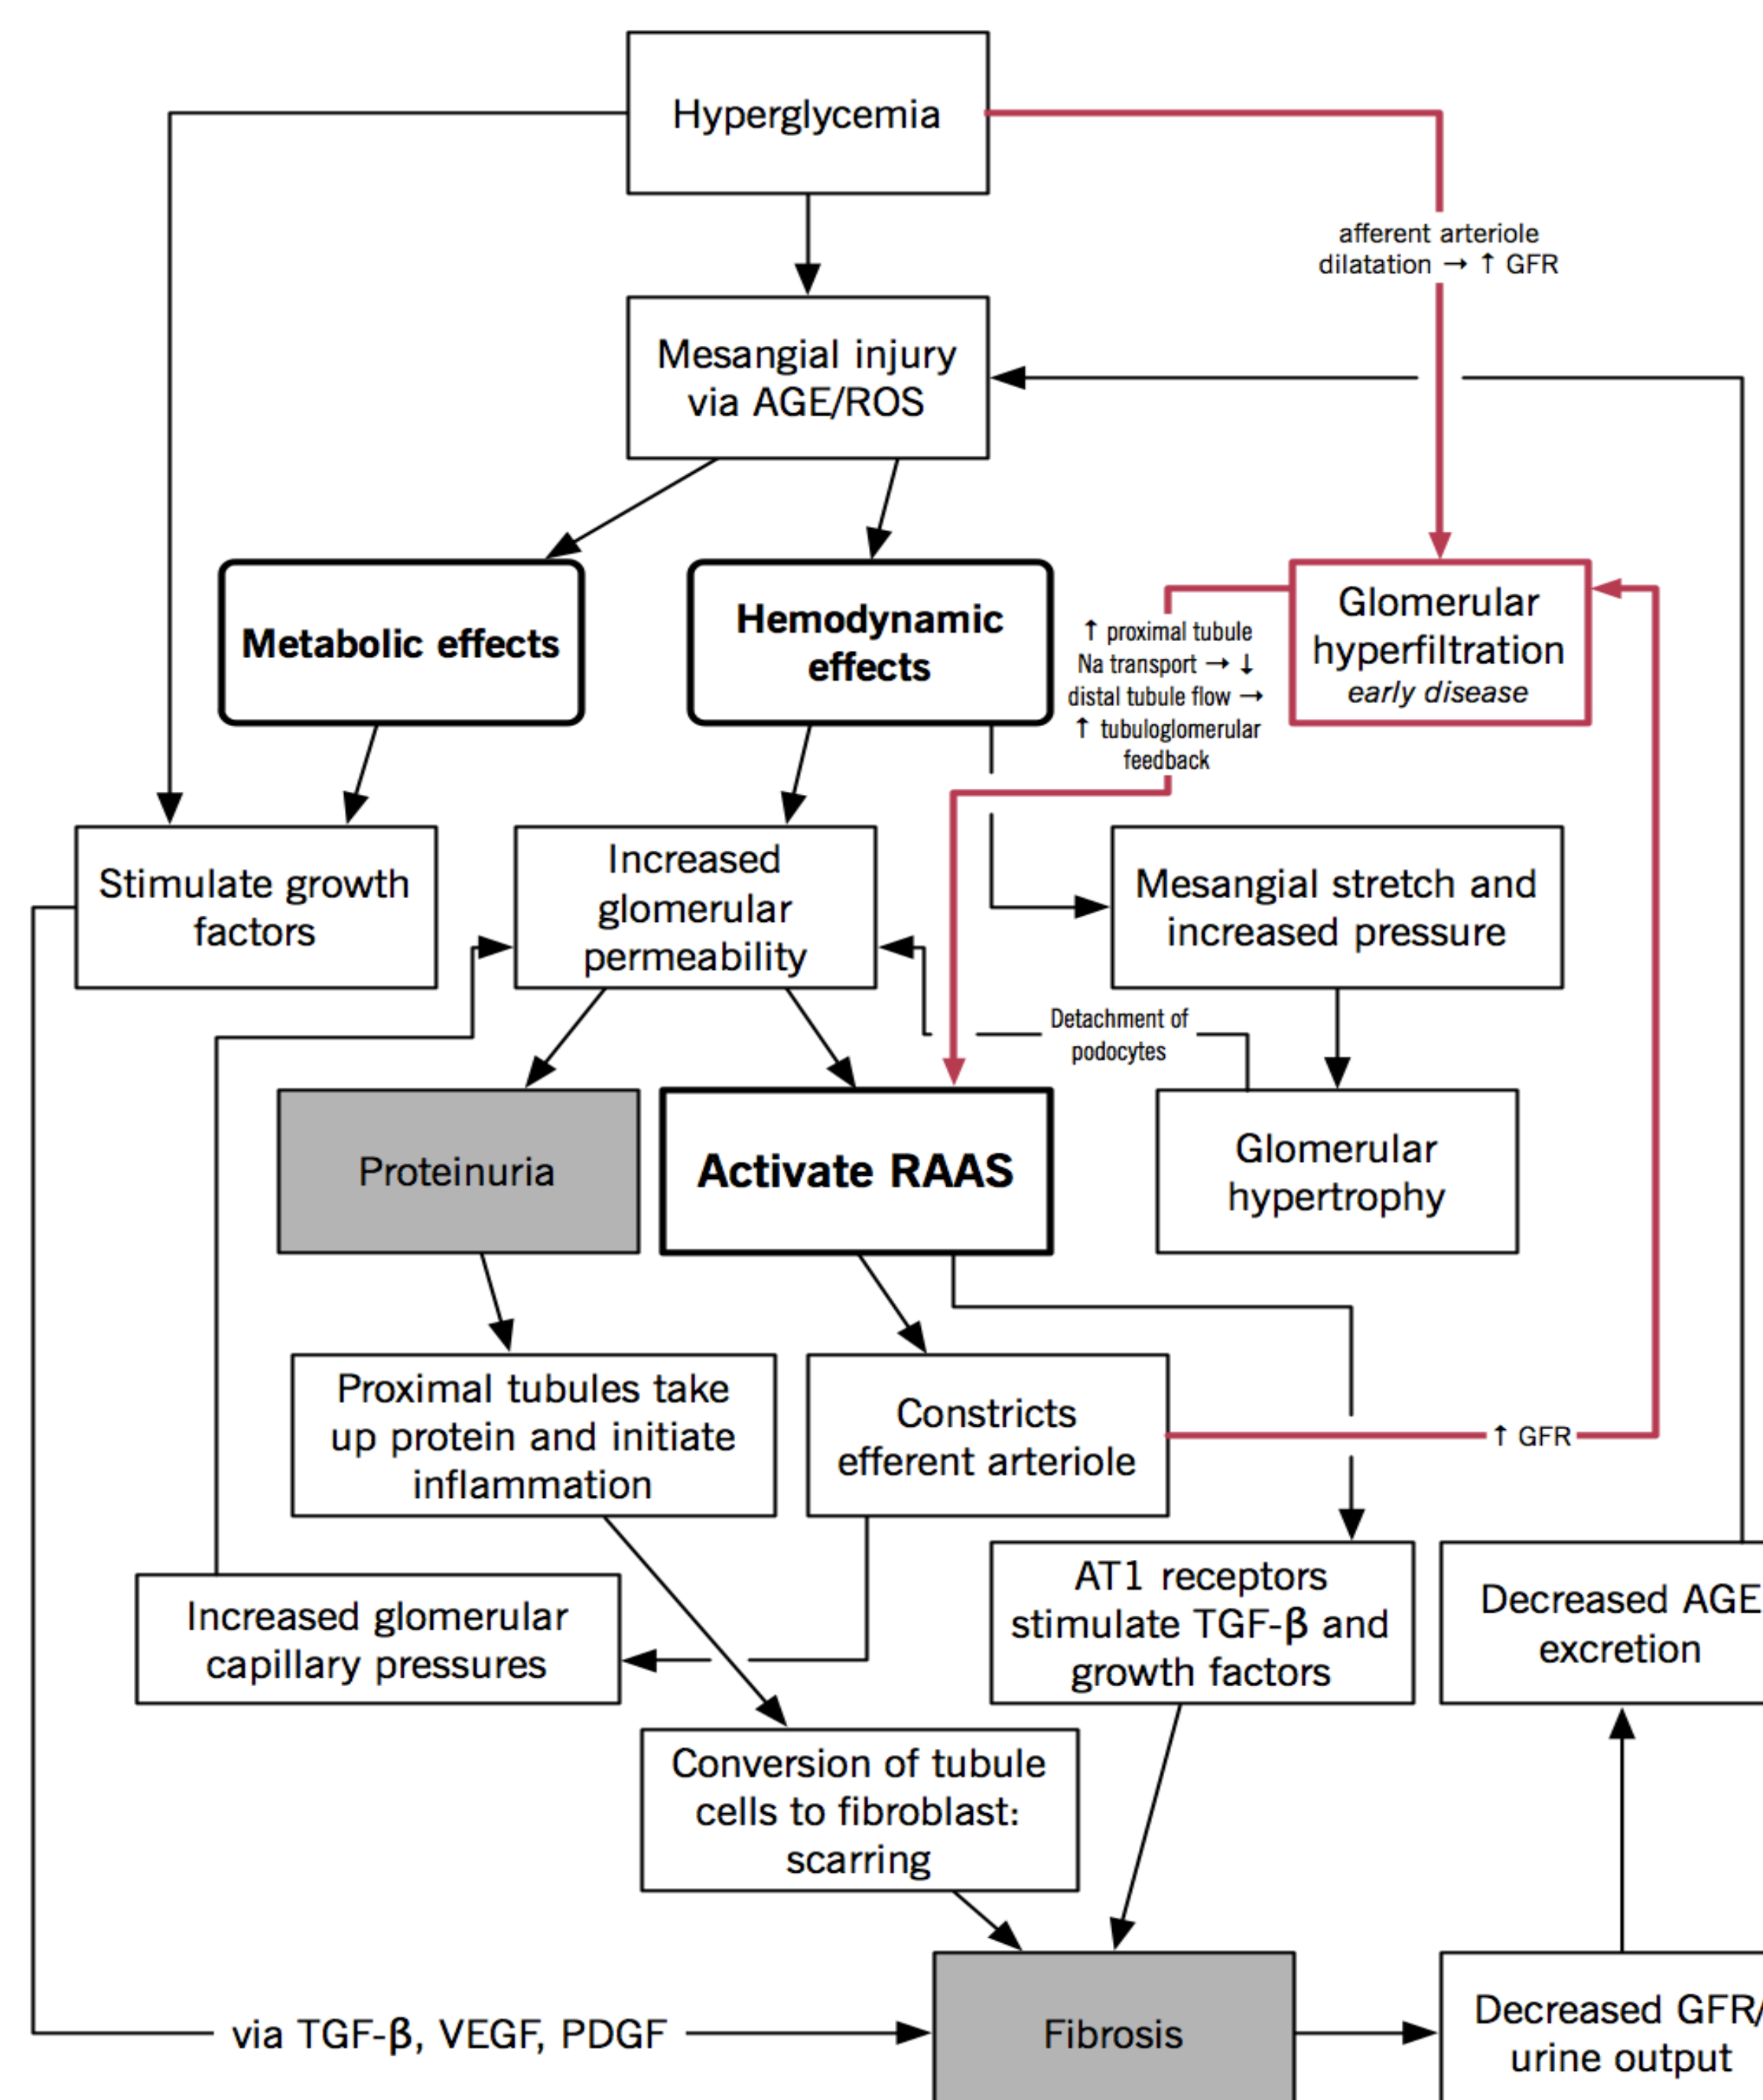 Hyperglycemia
afferent arteriole
dilatation → ↑ GFR
Mesangial injury
via AGE/ROS
Metabolic effects
Hemodynamic
effects
↑ proximal tubule
Na transport → ↓
distal tubule flow →
↑ tubuloglomerular
feedback
Glomerular
hyperfiltration
early disease
Stimulate growth
factors
Increased
glomerular
permeability
Mesangial stretch and
increased pressure
Detachment of
podocytes
Proteinuria
Activate RAAS
Glomerular
hypertrophy
Proximal tubules take
up protein and initiate
inflammation
Constricts
efferent arteriole
↑ GFR
Increased glomerular
capillary pressures
AT1 receptors
stimulate TGF-β and
growth factors
Decreased AGE
excretion
Conversion of tubule
cells to fibroblast:
scarring
via TGF-β, VEGF, PDGF
Fibrosis
Decreased GFR/
urine output